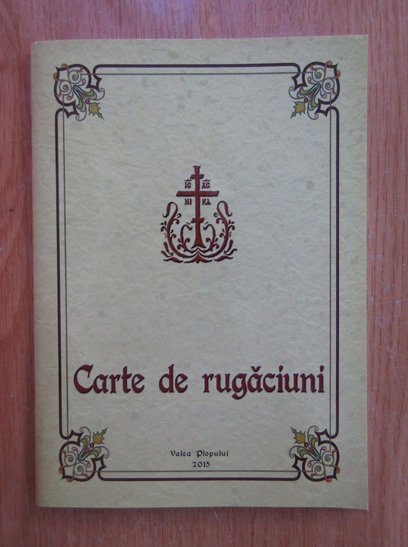 IC XC
NI KA
Carte de rugăciuni
Valea Plopului
2015